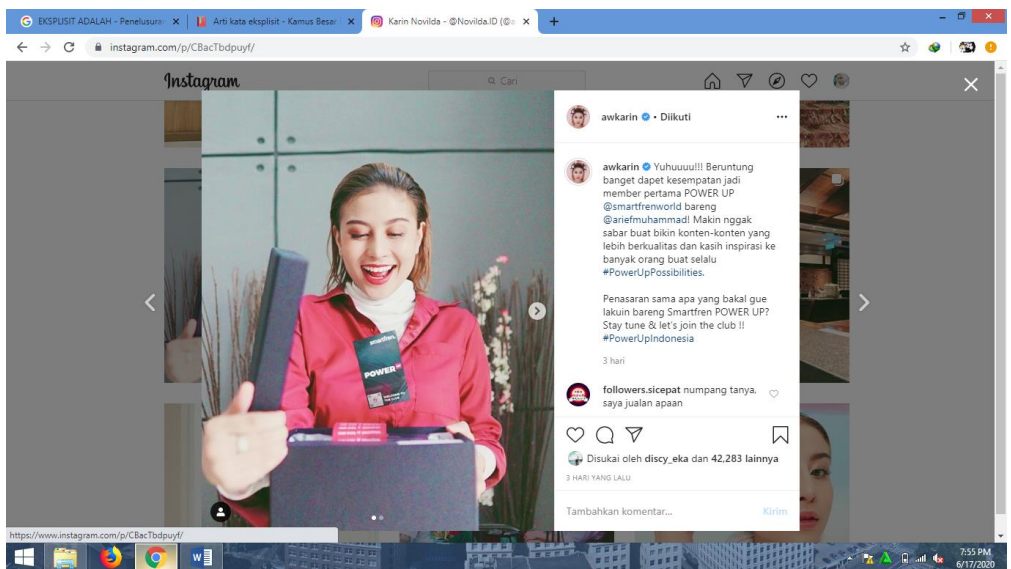 EKSPLISIT ADALAH - Penelusuran
Arti kata eksplisit - Kamus Besar
Karin Novilda - @Novilda.ID (@a
instagram.com/p/CBacTbdpuyf/
Instagram
Cari
awkarin • Diikuti
awkarin Yuhuuuu!!! Beruntung
banget dapet kesempatan jadi
member pertama POWER UP
@smartfrenworld bareng
@ariefmuhammad! Makin nggak
sabar buat bikin konten-konten yang
lebih berkualitas dan kasih inspirasi ke
banyak orang buat selalu
#PowerUpPossibilities.
Penasaran sama apa yang bakal gue
lakuin bareng Smartfren POWER UP?
Stay tune & let's join the club !!
#PowerUpIndonesia
3 hari
followers.sicepat numpang tanya.
saya jualan apaan
Disukai oleh discy_eka dan 42,283 lainnya
3 HARI YANG LALU
Tambahkan komentar...
Kirim
smartfren.
POWER
https://www.instagram.com/p/CBacTbdpuyf/
7:55 PM
6/17/2020